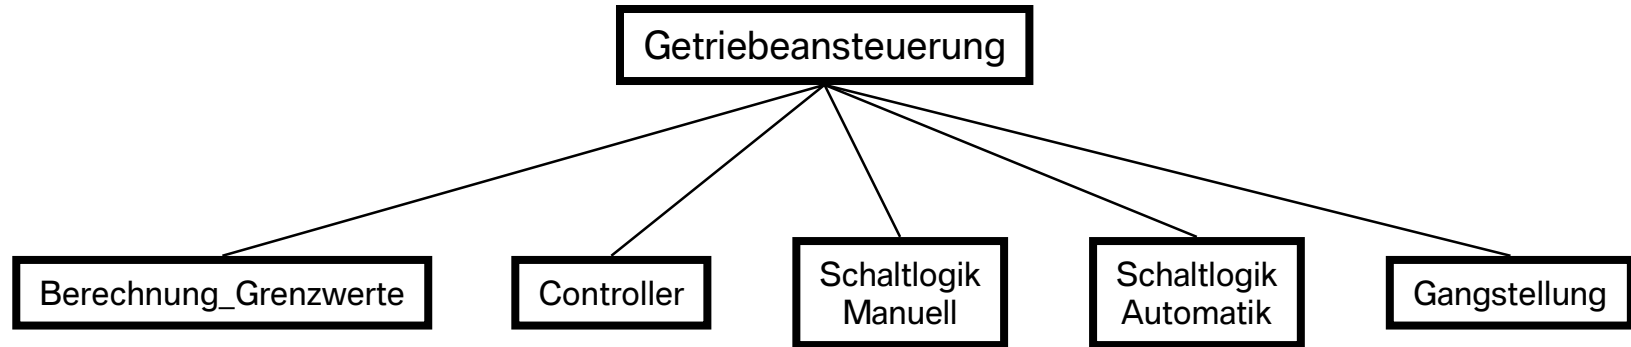 Getriebeansteuerung
Berechnung_Grenzwerte
Controller
Schaltlogik
Manuell
Schaltlogik
Automatik
Gangstellung